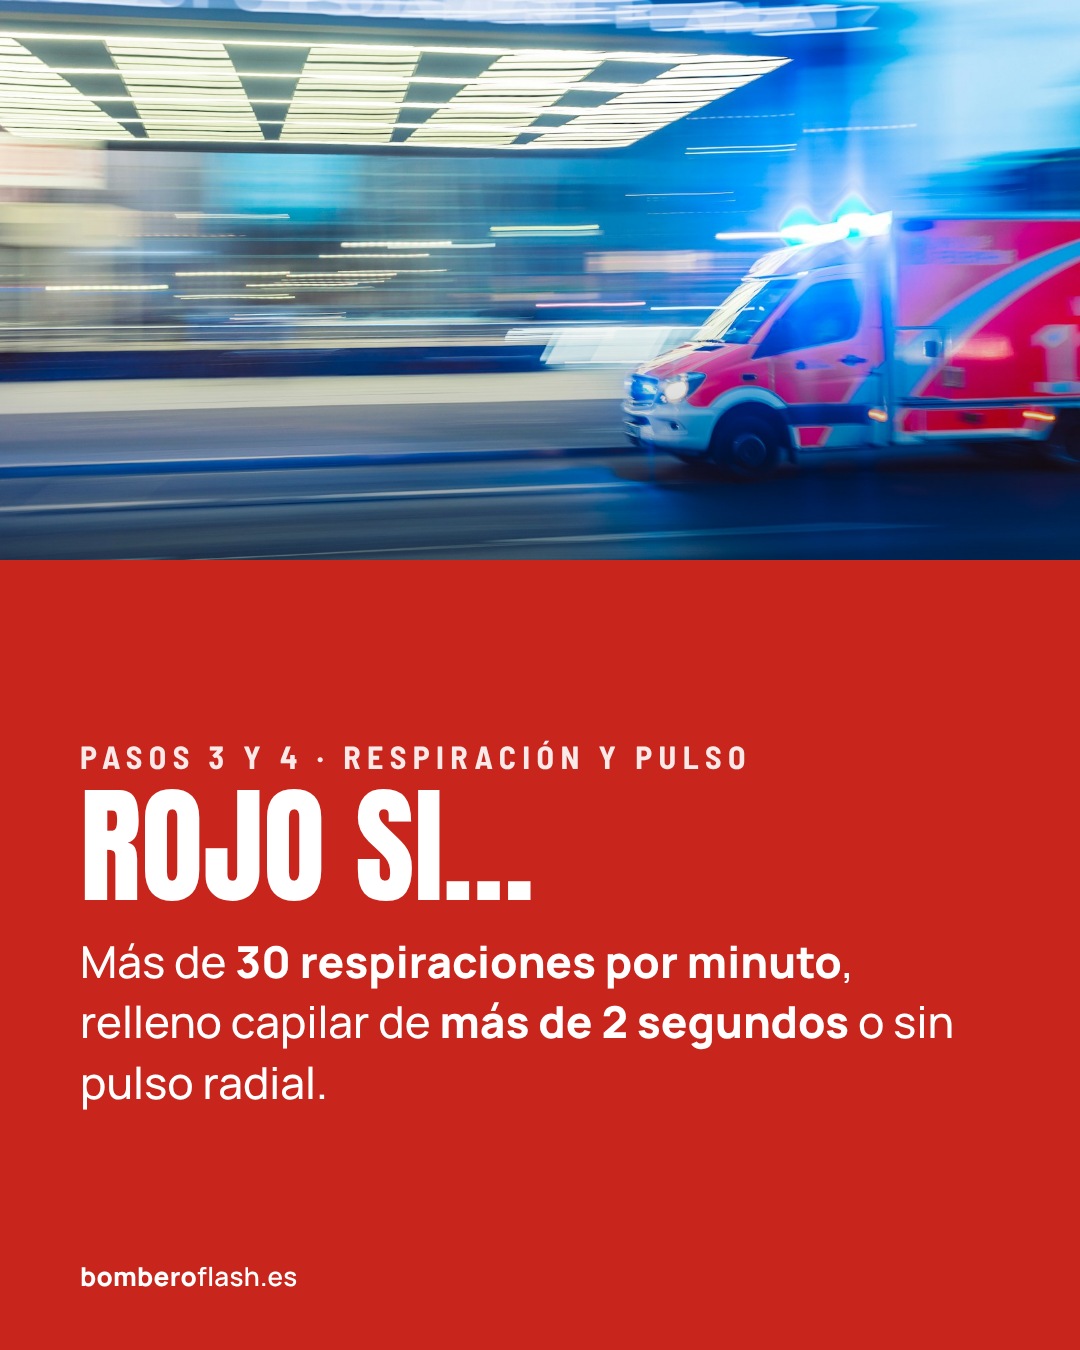 PASOS 3 Y 4 · RESPIRACIÓN Y PULSO
ROJO SI...
Más de 30 respiraciones por minuto,
relleno capilar de más de 2 segundos o sin
pulso radial.
bomberoflash.es